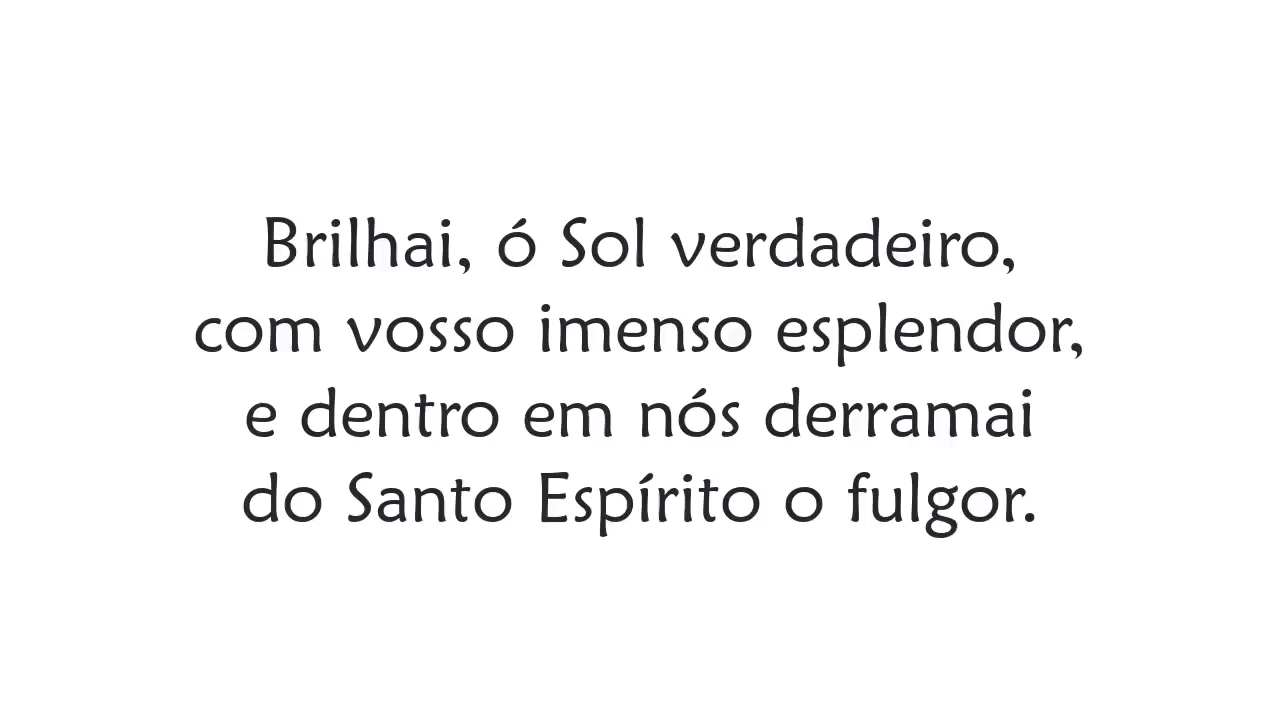 Brilhai, ó Sol verdadeiro,
com vosso imenso esplendor,
e dentro em nós derramai
do Santo Espírito o fulgor.